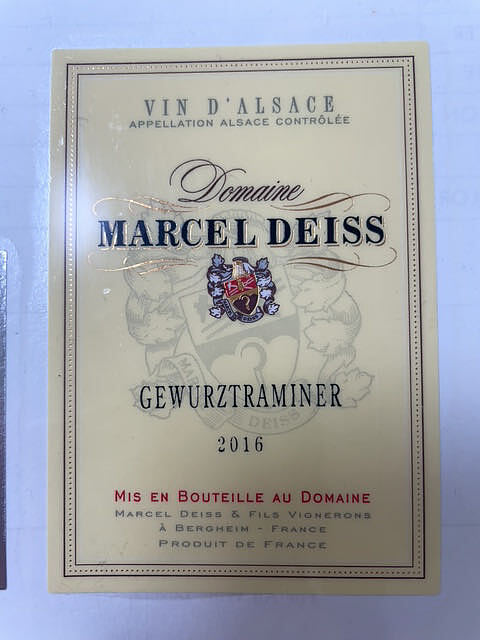 VIN D'ALSACE
APPELLATION ALSACE CONTRÔLÉE
Domaine
MARCEL DEISS
GEWURZTRAMINER
2016
MIS EN BOUTEILLE AU DOMAINE
MARCEL DEISS & FILS VIGNERONS
À BERGHEIM - FRANCE
PRODUIT DE FRANCE